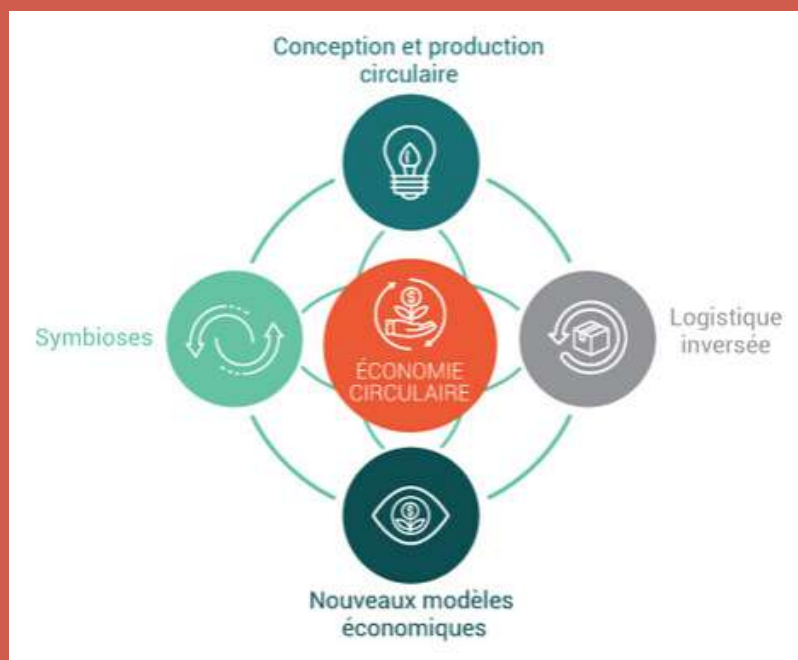 Conception et production
circulaire
Symbioses
ÉCONOMIE
CIRCULAIRE
Logistique
inversée
Nouveaux modèles
économiques